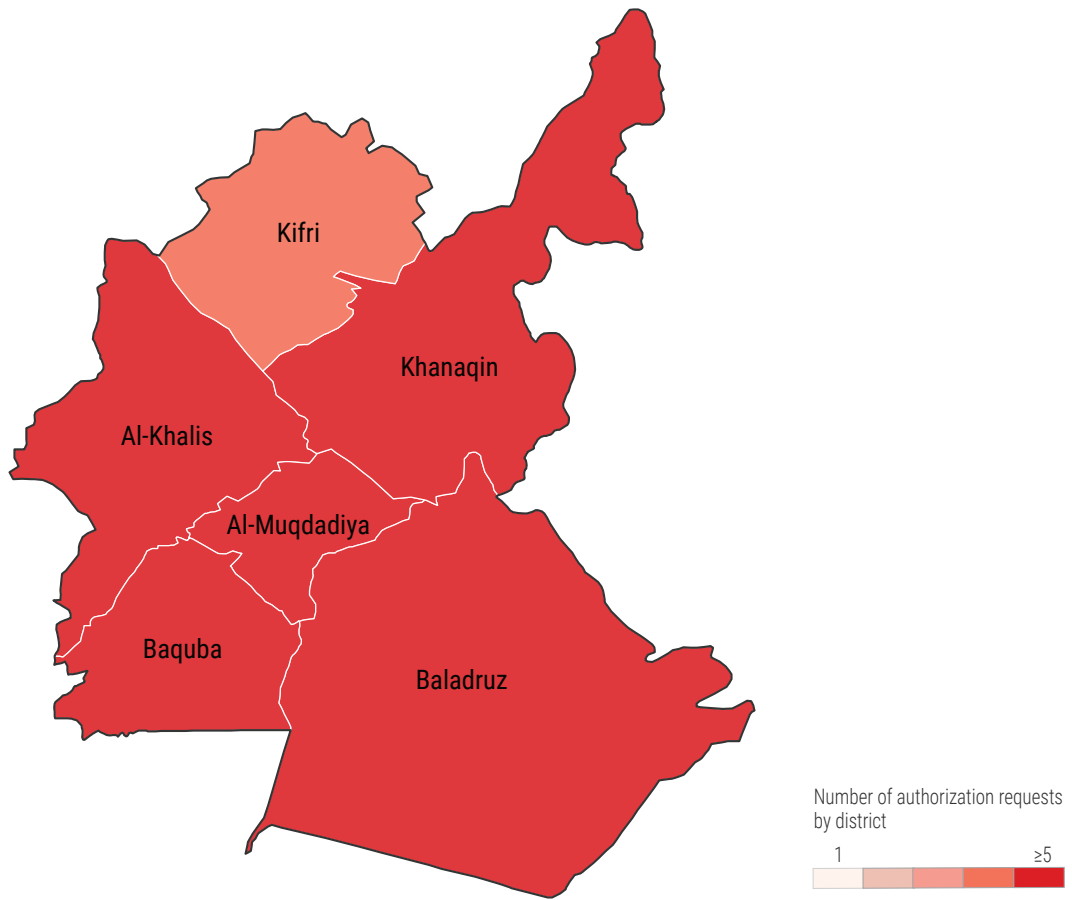 Kifri
Khanaqin
Al-Khalis
Al-Muqdadiya
Baquba
Baladruz
Number of authorization requests
by district
1 ≥5